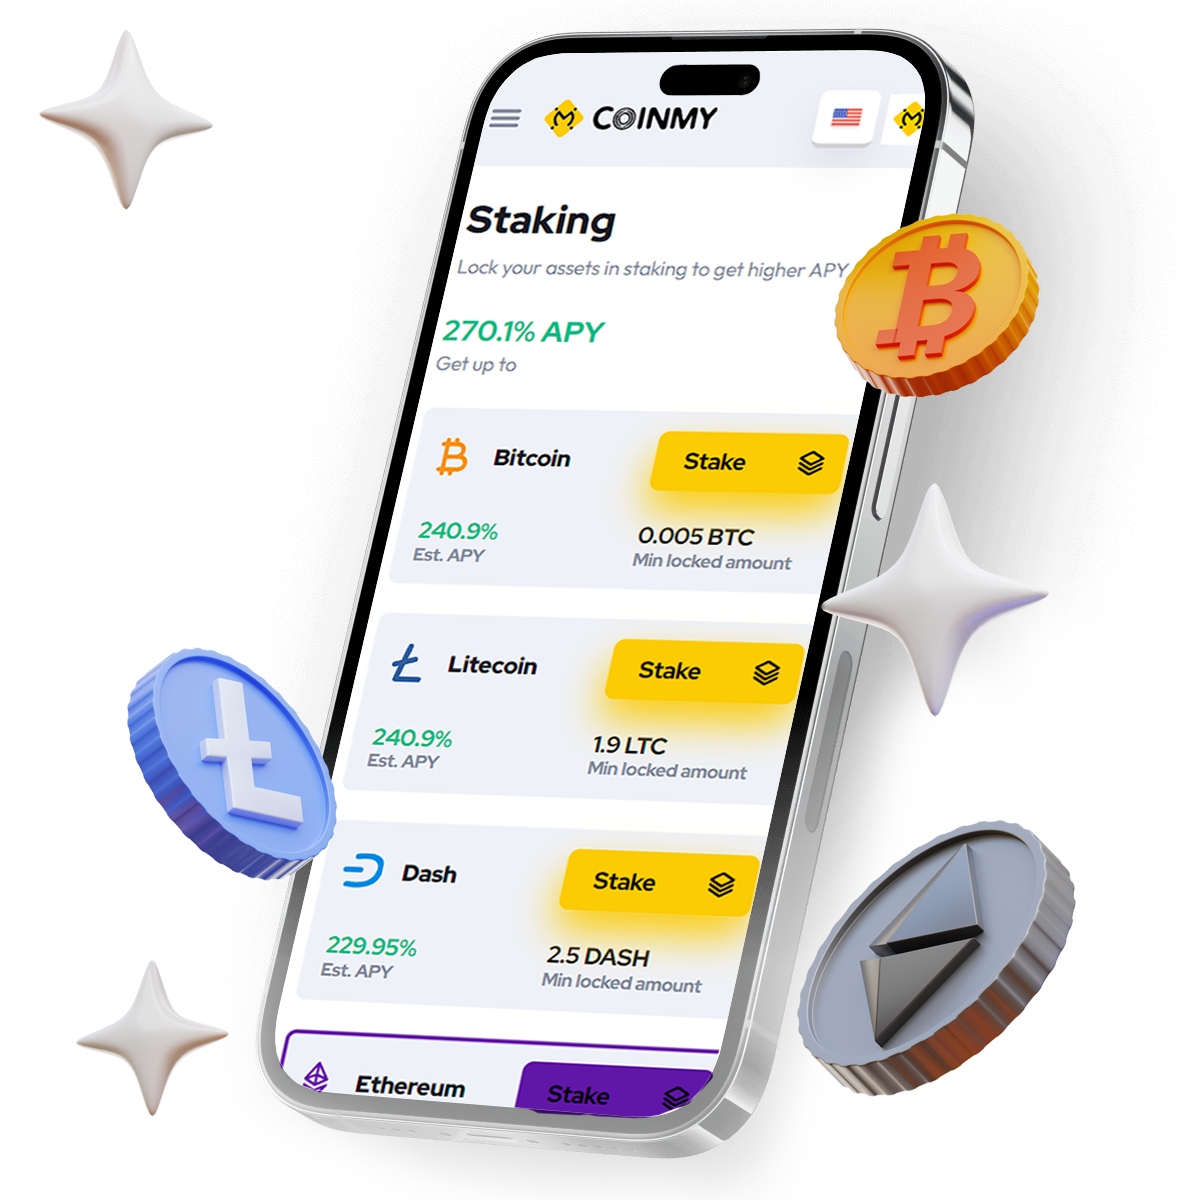 COINMY
Staking
Lock your assets in staking to get higher APY
270.1% APY
Get up to
Bitcoin
Stake
240.9%
0.005 BTC
Est. APY
Min locked amount
Litecoin
Stake
240.9%
1.9 LTC
Est. APY
Min locked amount
Dash
Stake
229.95%
2.5 DASH
Est. APY
Min locked amount
Ethereum
Stake